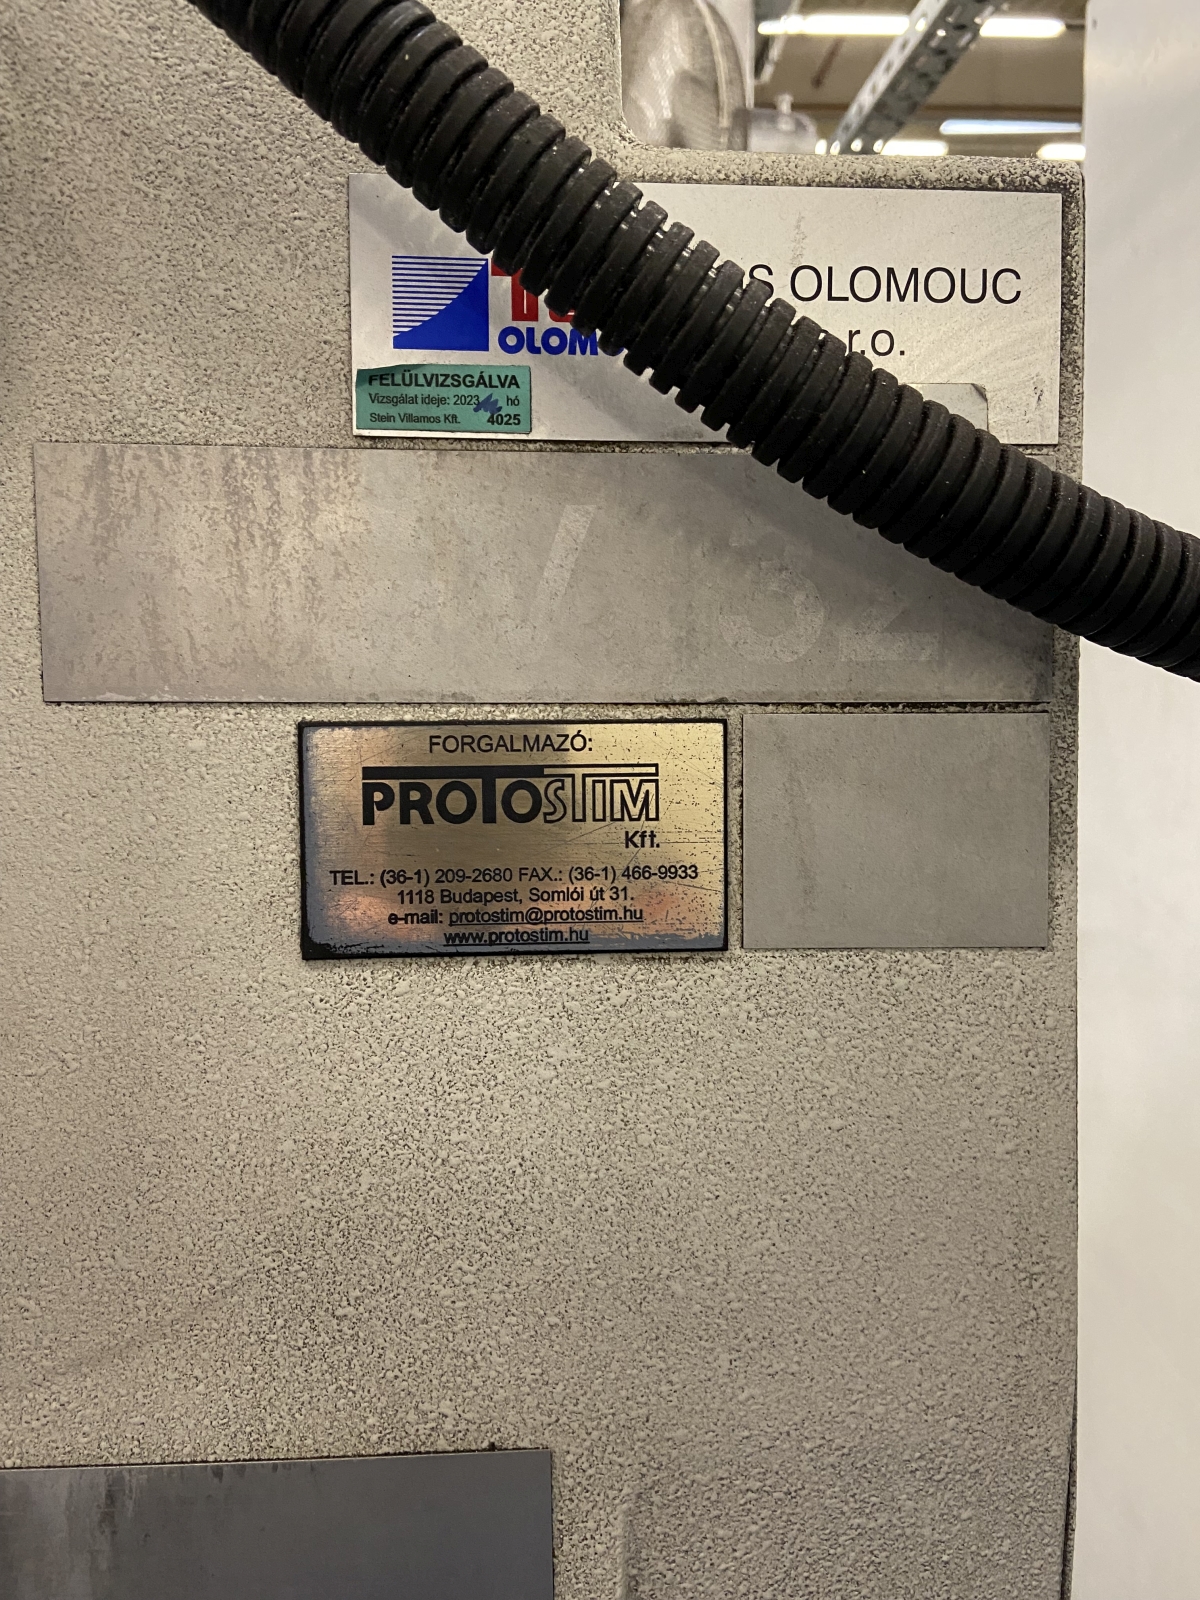 OLOMOUC
r.o.
FELÜLVIZSGÁLVA
Vizsgálat ideje: 2023 hó
Stein Villamos Kft. 4025
FORGALMAZÓ:
PROTOSTIM
Kft.
TEL.: (36-1) 209-2680 FAX.: (36-1) 466-9933
1118 Budapest, Somlói út 31.
e-mail: protostim@protostim.hu
www.protostim.hu